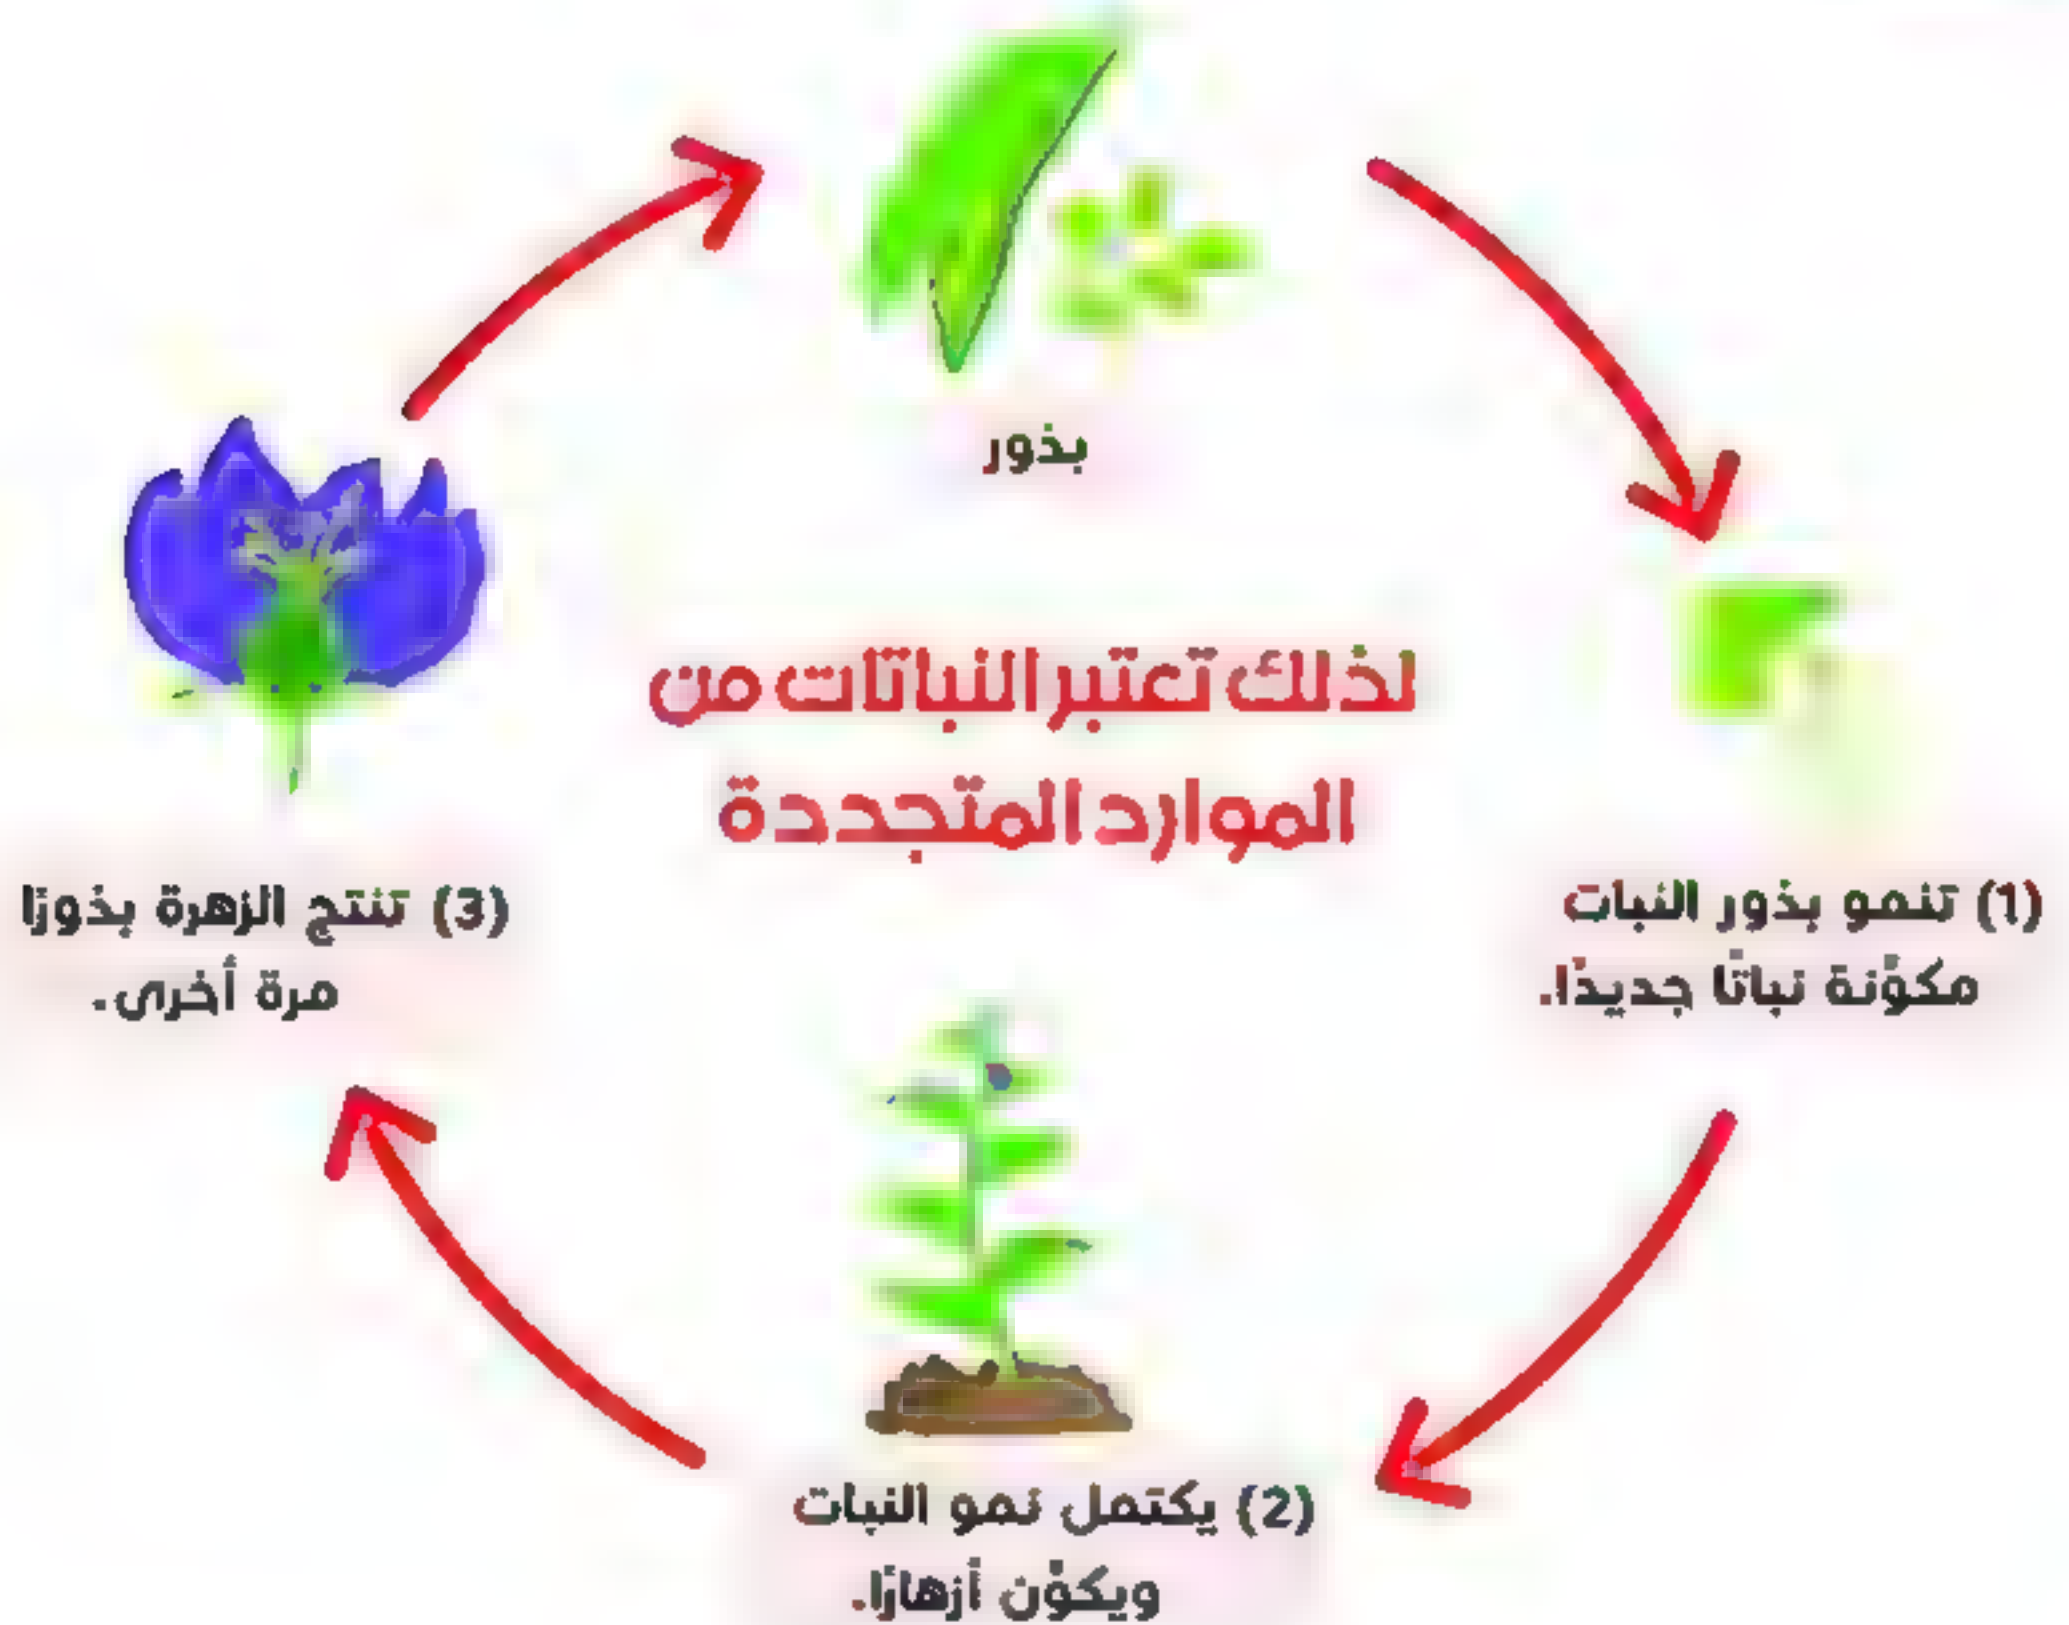 بذور
لذلك تعتبر النباتات من
الموارد المتجددة
(1) تنمو بذور النبات
مكوّنة نباتًا جديدًا.
(2) يكتمل نمو النبات
ويكوّن أزهارًا.
(3) تنتج الزهرة بذورًا
مرة أخرى.